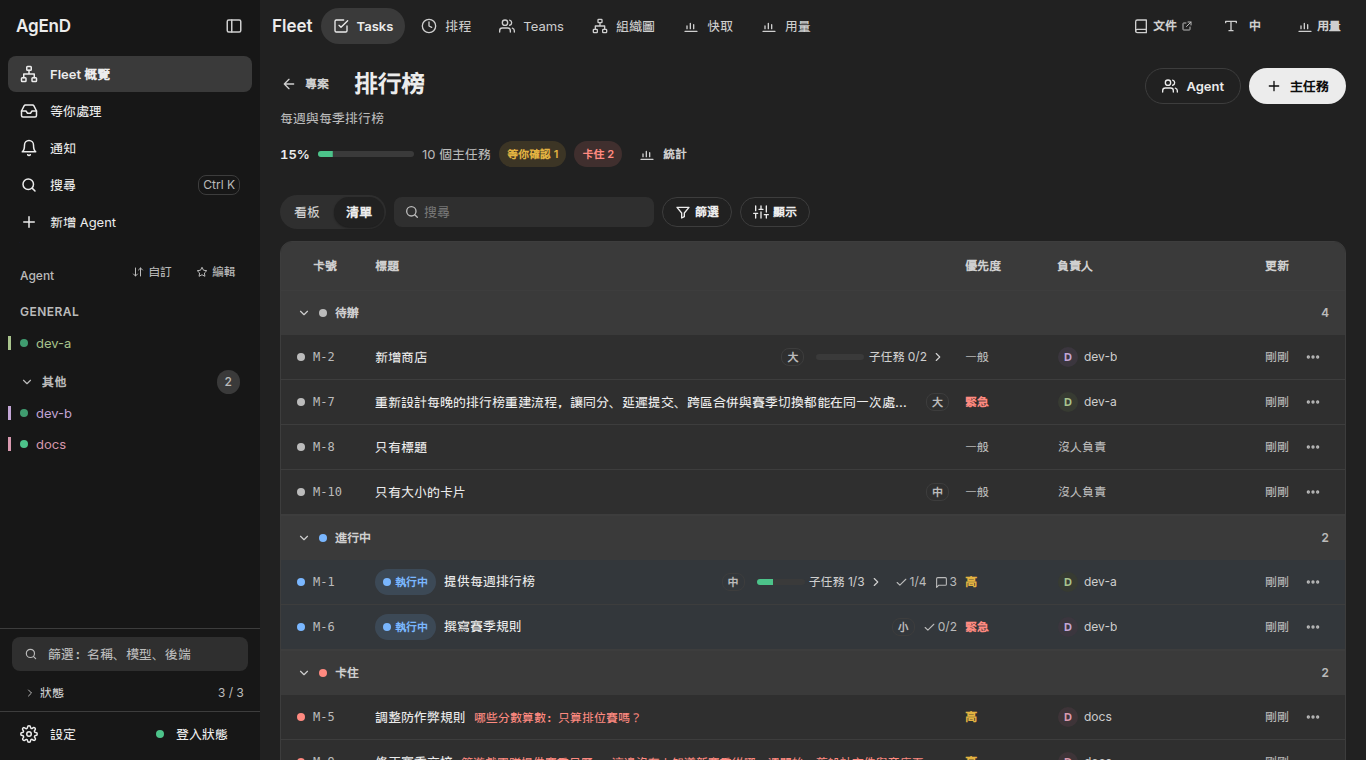 AgEnD
Fleet 概覽
等你處理
通知
搜尋 Ctrl K
新增 Agent
Agent 自訂 編輯
GENERAL
dev-a
其他 2
dev-b
docs
篩選：名稱、模型、後端
狀態 3 / 3
設定 登入狀態
Fleet Tasks 排程 Teams 組織圖 快取 用量 文件 中 用量
專案 排行榜 Agent 主任務
每週與每季排行榜
15% 10 個主任務 等你確認 1 卡住 2 統計
看板 清單 搜尋 篩選 顯示
卡號 標題 優先度 負責人 更新
待辦 4
M-2 新增商店 大 子任務 0/2 一般 D dev-b 剛剛
M-7 重新設計每晚的排行榜重建流程，讓同分、延遲提交、跨區合併與賽季切換都能在同一次處... 大 緊急 D dev-a 剛剛
M-8 只有標題 一般 沒人負責 剛剛
M-10 只有大小的卡片 中 一般 沒人負責 剛剛
進行中 2
M-1 執行中 提供每週排行榜 中 子任務 1/3 1/4 3 高 D dev-a 剛剛
M-6 執行中 撰寫賽季規則 小 0/2 緊急 D dev-b 剛剛
卡住 2
M-5 調整防作弊規則 哪些分數算數：只算排位賽嗎？ 高 D docs 剛剛